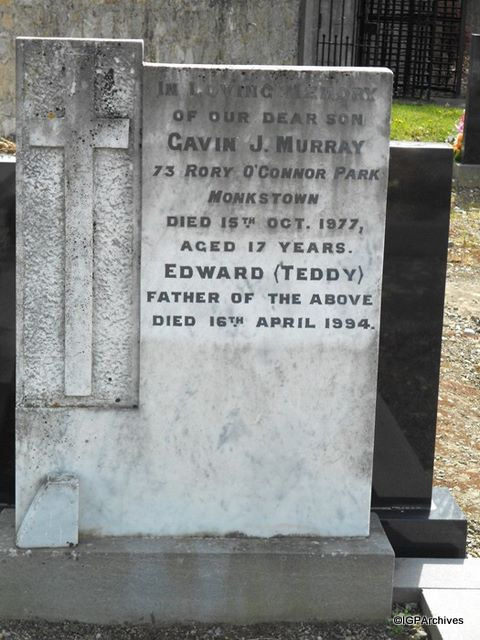 In Loving Memory
of our dear son
Gavin J. Murray
73 Rory O'Connor Park
Monkstown
died 15th Oct. 1977,
aged 17 years.
Edward (Teddy)
father of the above
died 16th April 1994.
©IGPArchives